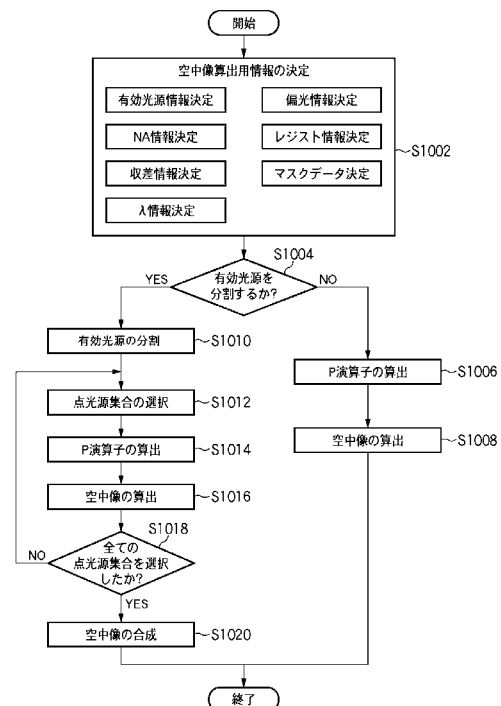 開始
空中像算出用情報の決定
有効光源情報決定
偏光情報決定
NA情報決定
レジスト情報決定
収差情報決定
マスクデータ決定
λ情報決定
S1002
S1004
有効光源を
分割するか?
YES
NO
有効光源の分割
S1010
点光源集合の選択
S1012
P演算子の算出
S1014
空中像の算出
S1016
P演算子の算出
S1006
空中像の算出
S1008
S1018
全ての
点光源集合を選択
したか?
NO
YES
空中像の合成
S1020
終了